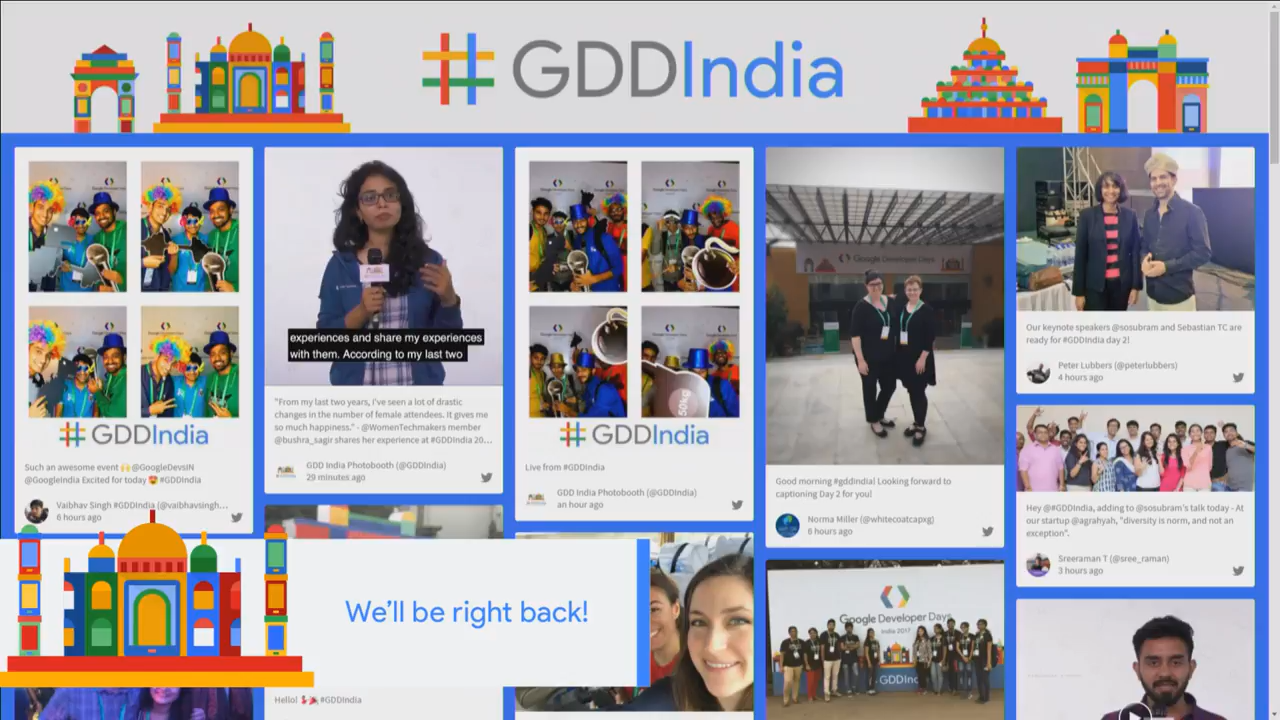 #GDDIndia
#GDDIndia
Such an awesome event 🙌 @GoogleDevsIN
@GoogleIndia Excited for today 😍 #GDDIndia
Vaibhav Singh #GDDIndia (@vaibhavsingh...
6 hours ago
experiences and share my experiences
with them. According to my last two
"From my last two years, i've seen a lot of drastic
changes in the number of female attendees. It gives me
so much happiness." - @WomenTechmakers member
@bushra_sagir shares her experience at #GDDIndia 20...
GDD India Photobooth (@GDDIndia)
29 minutes ago
50kg
#GDDIndia
Live from #GDDIndia
GDD India Photobooth (@GDDIndia)
an hour ago
Google Developer Days
Good morning #gddindia! Looking forward to
captioning Day 2 for you!
Norma Miller (@whitecoatcapxg)
6 hours ago
Our keynote speakers @sosubram and Sebastian TC are
ready for #GDDIndia day 2!
Peter Lubbers (@peterlubbers)
4 hours ago
Hey @#GDDIndia, adding to @sosubram's talk today - At
our startup @agrahyah, "diversity is norm, and not an
exception".
Sreeraman T (@sree_raman)
3 hours ago
We'll be right back!
Hello! 💃🎉 #GDDIndia
Google Developer Days
India 2017
GDDInd